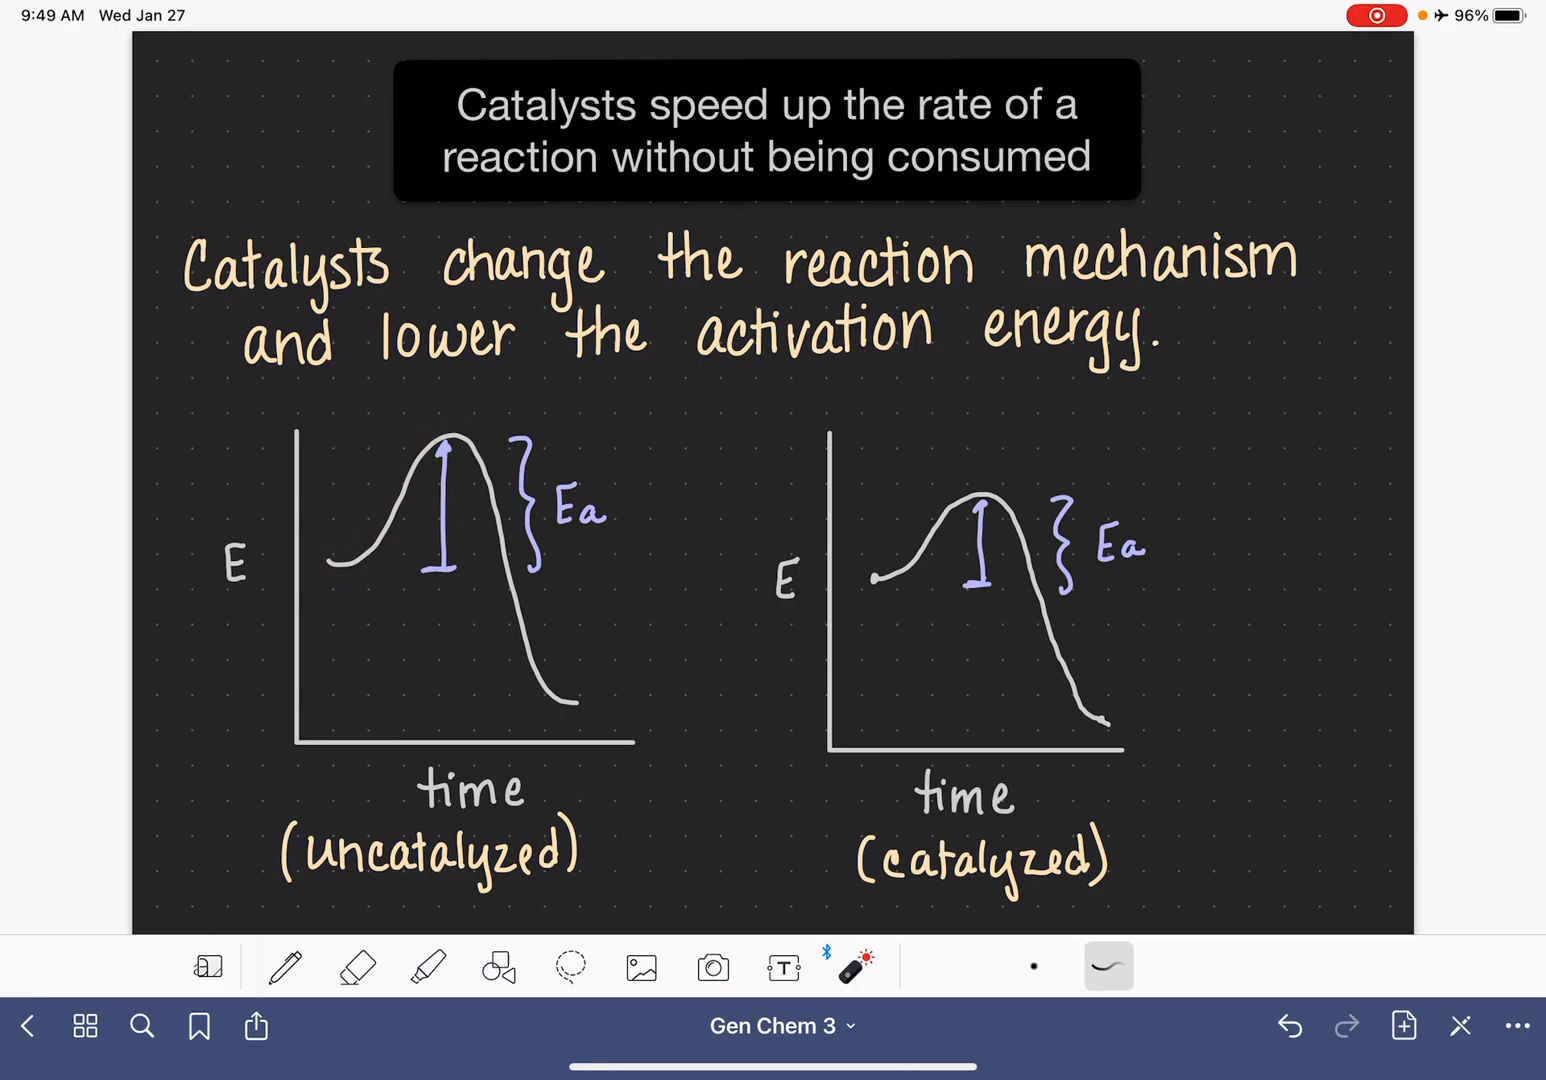 9:49 AM Wed Jan 27
96%
Catalysts speed up the rate of a
reaction without being consumed
Catalysts change the reaction mechanism
and lower the activation energy.
Ea
Ea
E
E
time
time
(uncatalyzed)
(catalyzed)
T
Gen Chem 3